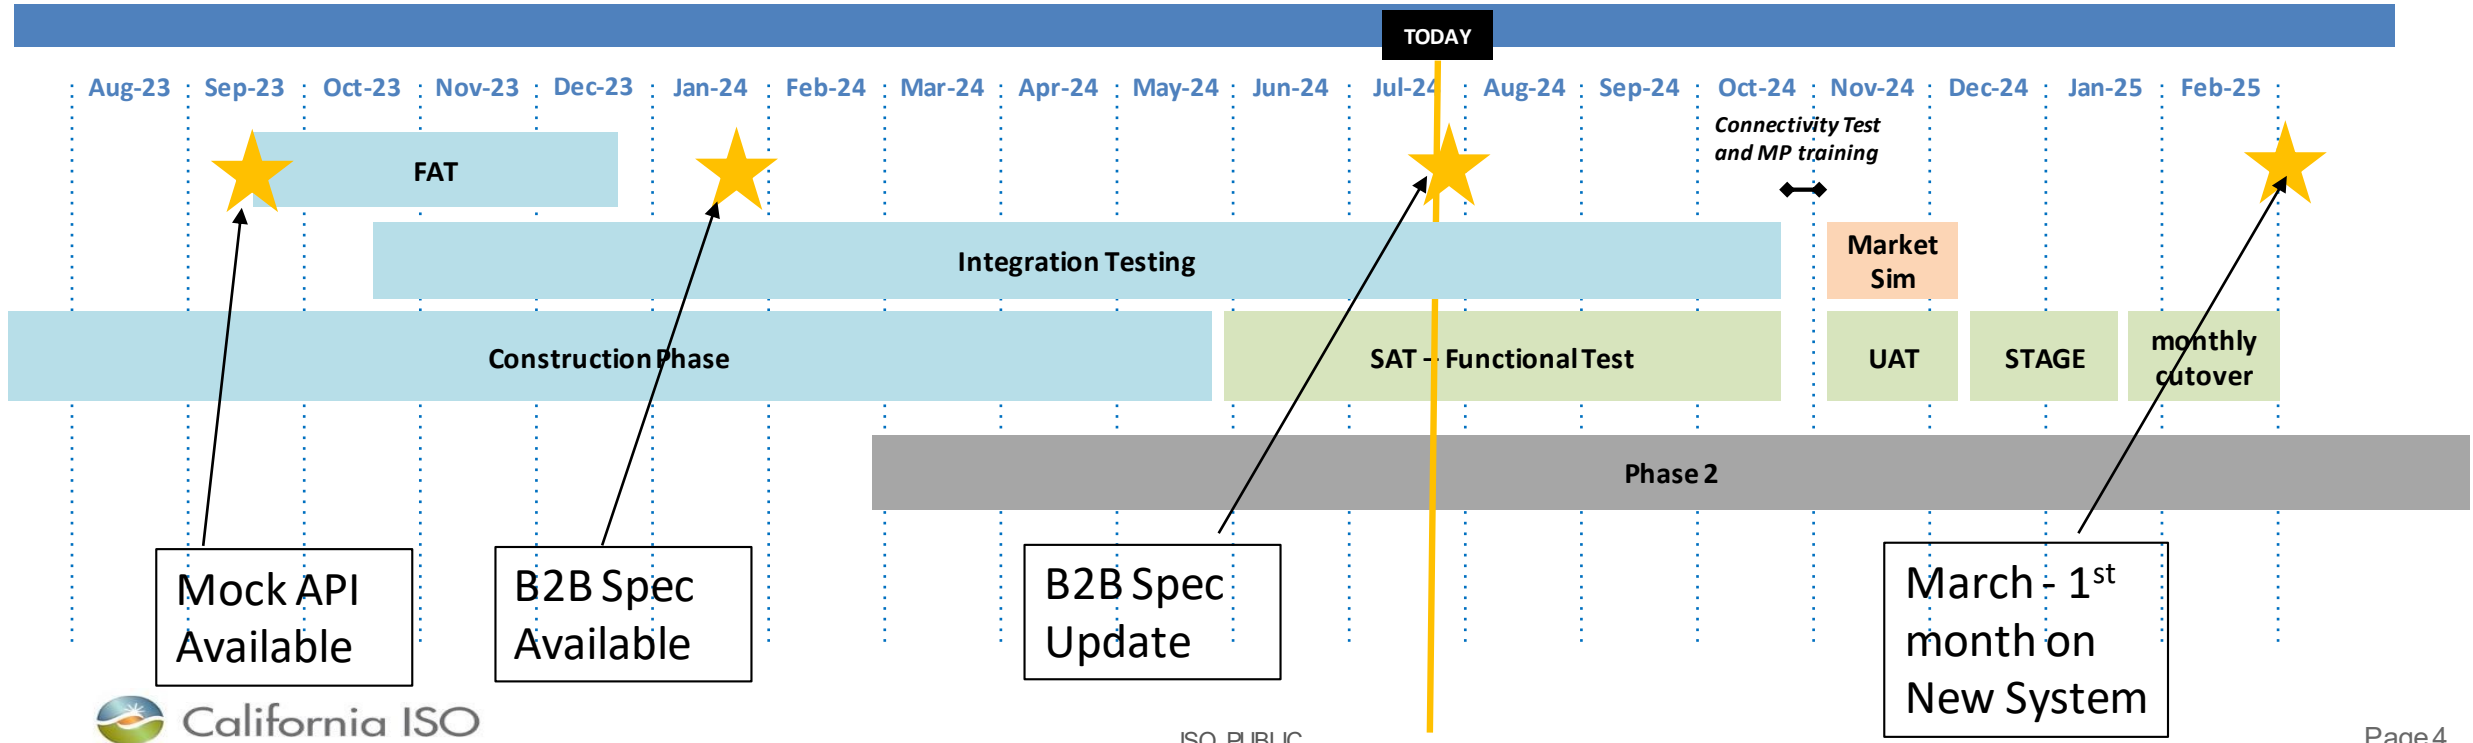 TODAY
Aug-23 Sep-23 Oct-23 Nov-23 Dec-23 Jan-24 Feb-24 Mar-24 Apr-24 May-24 Jun-24 Jul-24 Aug-24 Sep-24 Oct-24 Nov-24 Dec-24 Jan-25 Feb-25
Connectivity Test
and MP training
FAT
Integration Testing
Market
Sim
Construction Phase
SAT – Functional Test
UAT
STAGE
monthly
cutover
Phase 2
Mock API
Available
B2B Spec
Available
B2B Spec
Update
March - 1st
month on
New System
California ISO
ISO PUBLIC
Page 4